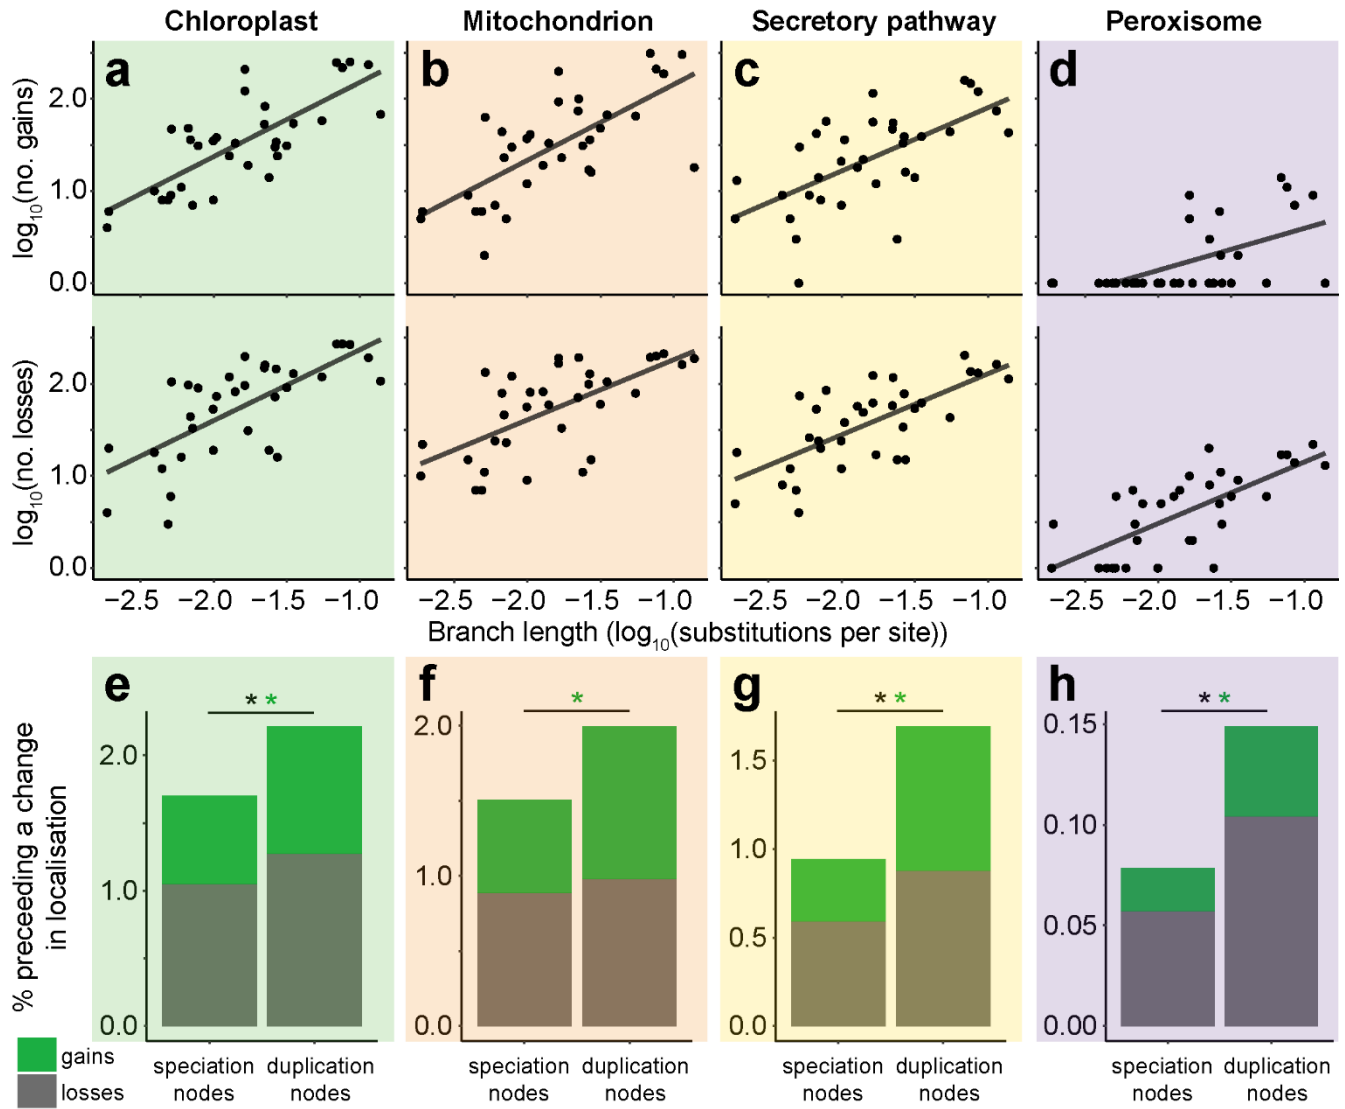 Chloroplast Mitochondrion Secretory pathway Peroxisome
a b c d
log10(no. gains)
2.0
1.0
0.0
log10(no. losses)
2.0
1.0
0.0
−2.5 −2.0 −1.5 −1.0 −2.5 −2.0 −1.5 −1.0 −2.5 −2.0 −1.5 −1.0 −2.5 −2.0 −1.5 −1.0
Branch length (log10(substitutions per site))
e f g h
% preceeding a change
in localisation
* *
2.0
1.0
0.0
*
2.0
1.0
0.0
* *
1.5
1.0
0.5
0.0
* *
0.15
0.10
0.05
0.00
gains
losses
speciation duplication speciation duplication speciation duplication speciation duplication
nodes nodes nodes nodes nodes nodes nodes nodes